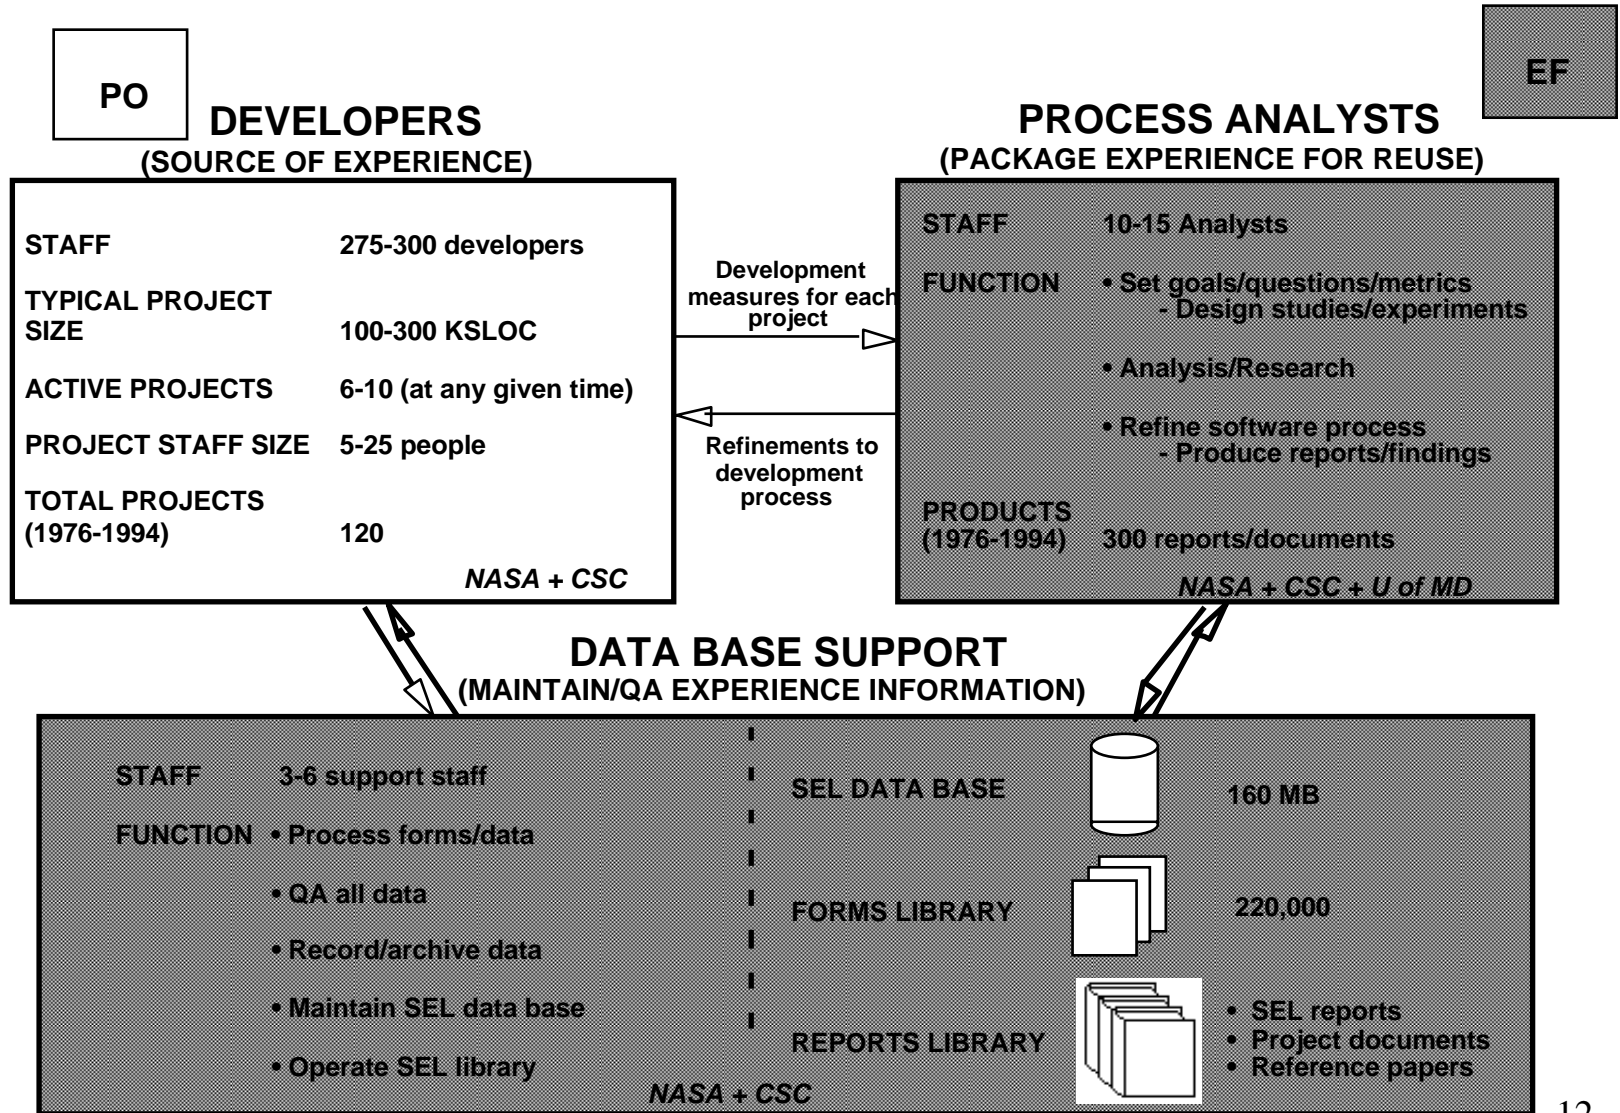 PO
EF
DEVELOPERS
(SOURCE OF EXPERIENCE)
STAFF 275-300 developers
TYPICAL PROJECT
SIZE 100-300 KSLOC
ACTIVE PROJECTS 6-10 (at any given time)
PROJECT STAFF SIZE 5-25 people
TOTAL PROJECTS
(1976-1994) 120
NASA + CSC
Development
measures for each
project
Refinements to
development
process
PROCESS ANALYSTS
(PACKAGE EXPERIENCE FOR REUSE)
STAFF 10-15 Analysts
FUNCTION • Set goals/questions/metrics
- Design studies/experiments
• Analysis/Research
• Refine software process
- Produce reports/findings
PRODUCTS
(1976-1994) 300 reports/documents
NASA + CSC + U of MD
DATA BASE SUPPORT
(MAINTAIN/QA EXPERIENCE INFORMATION)
STAFF 3-6 support staff
FUNCTION • Process forms/data
• QA all data
• Record/archive data
• Maintain SEL data base
• Operate SEL library
NASA + CSC
SEL DATA BASE 160 MB
FORMS LIBRARY 220,000
REPORTS LIBRARY
• SEL reports
• Project documents
• Reference papers